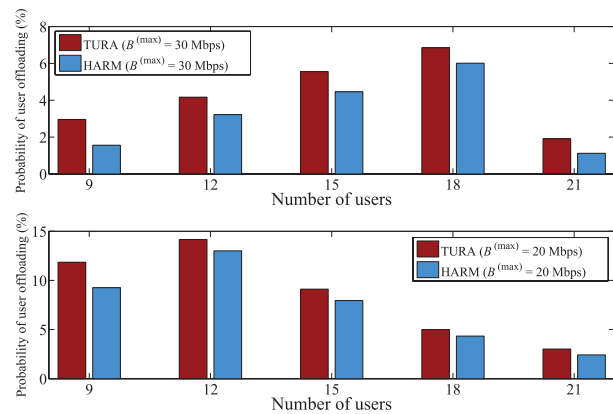 Probability of user offloading (%)
8
6
4
2
0
TURA (B^(max) = 30 Mbps)
HARM (B^(max) = 30 Mbps)
9 12 15 18 21
Number of users
Probability of user offloading (%)
15
10
5
0
TURA (B^(max) = 20 Mbps)
HARM (B^(max) = 20 Mbps)
9 12 15 18 21
Number of users